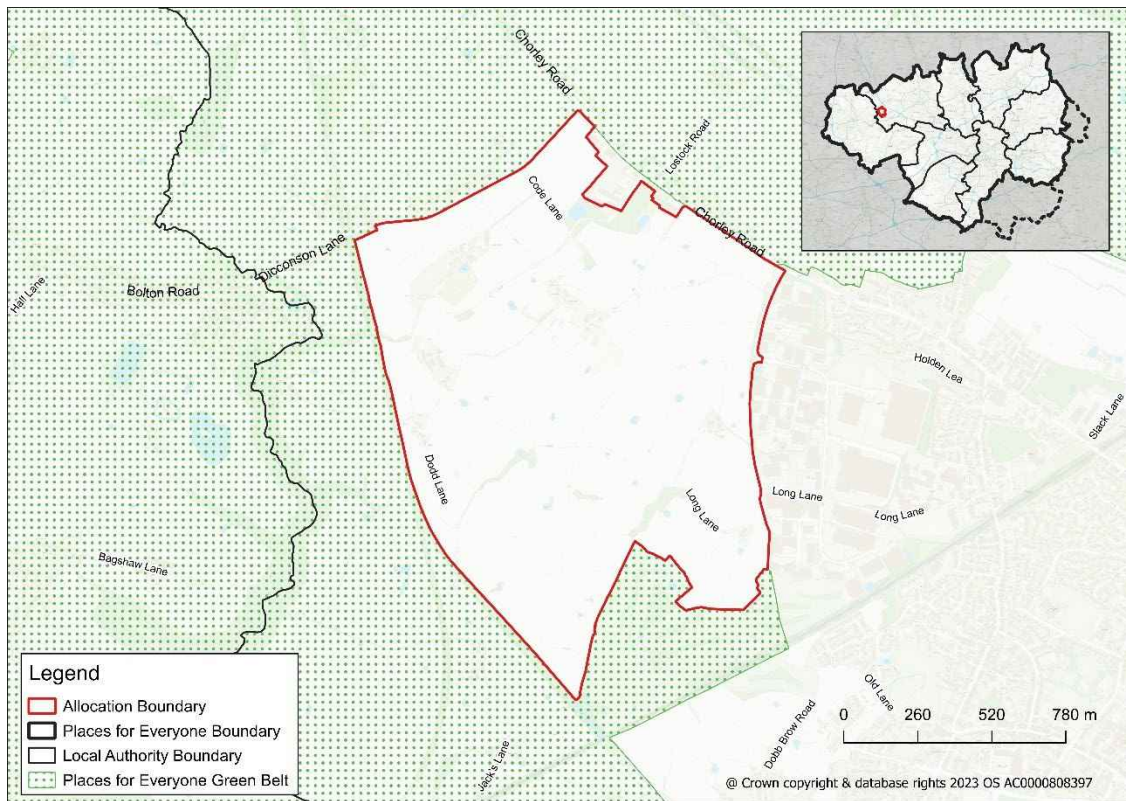 Chorley Road
Lostock Road
Code Lane
Chorley Road
Dicconson Lane
Half Lane
Bolton Road
Holden Lea
Slack Lane
Dodd Lane
Long Lane
Long Lane
Long Lane
Bagshaw Lane
Old Lane
Dobb Brow Road
Jack's Lane
Legend
Allocation Boundary
Places for Everyone Boundary
Local Authority Boundary
Places for Everyone Green Belt
0 260 520 780 m
@ Crown copyright & database rights 2023 OS AC0000808397